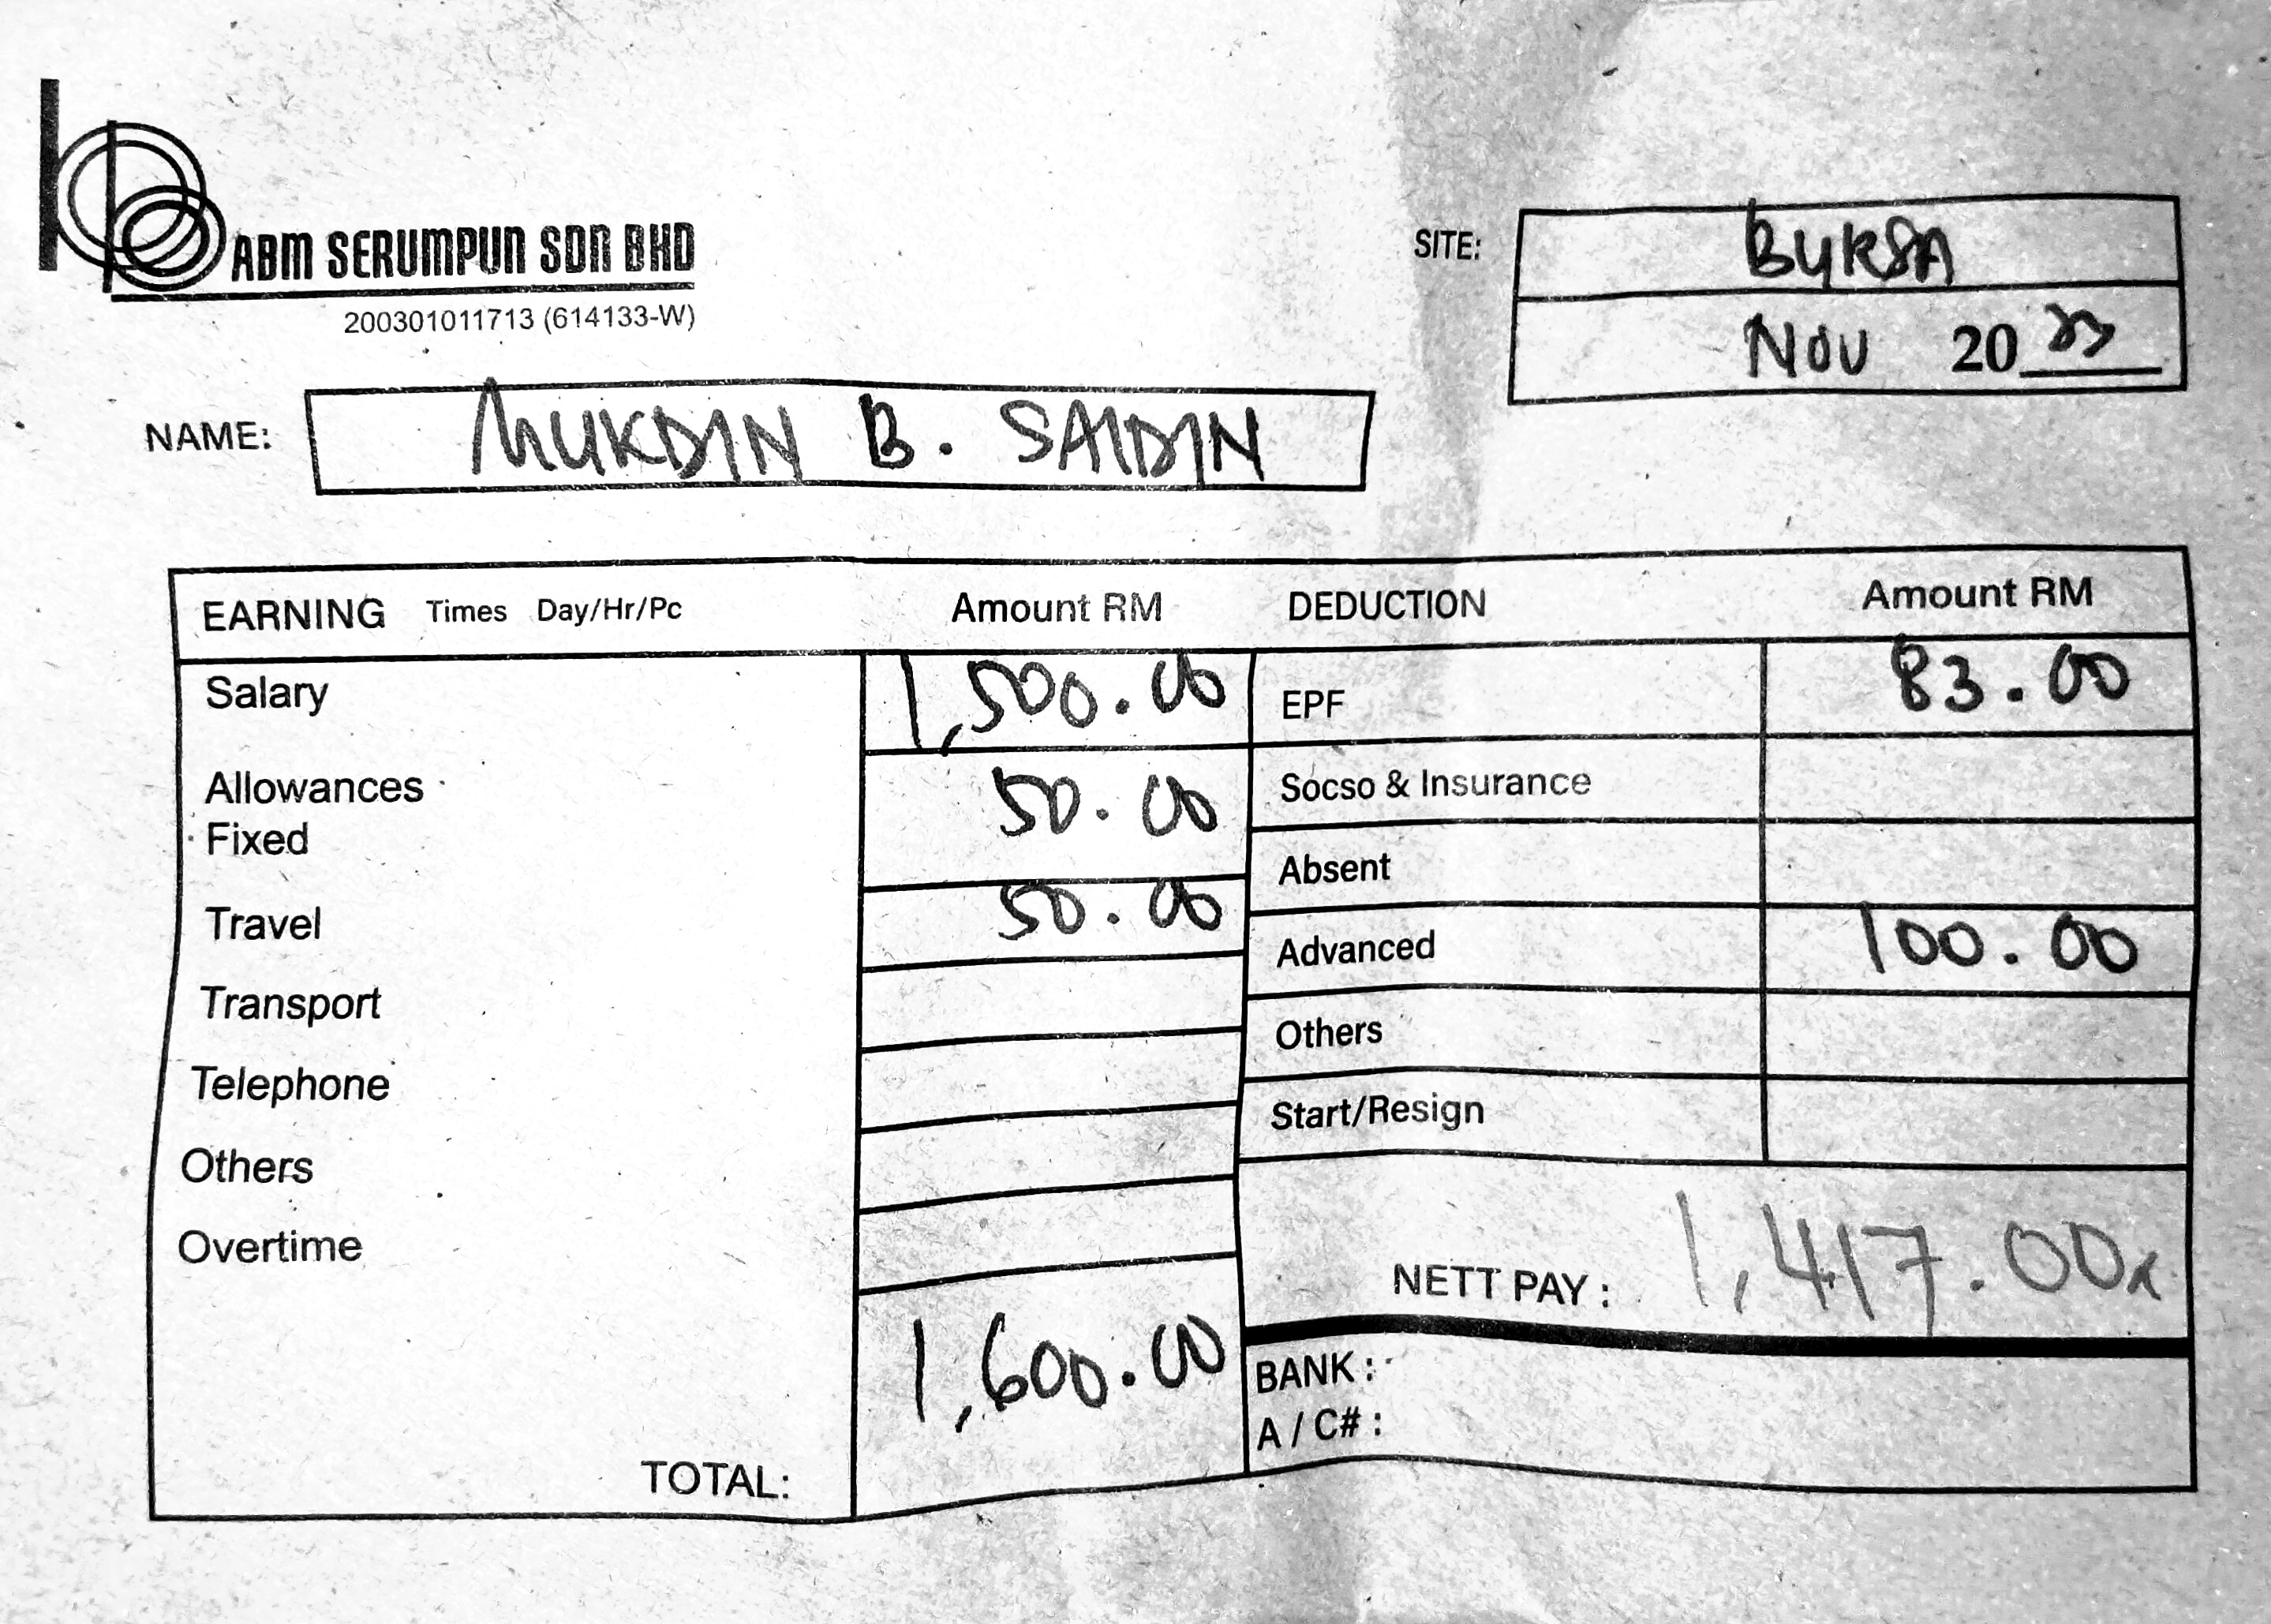 ABM SERUMPUN SDN BHD
200301011713 (614133-W)
SITE: BUKSA
NOV 2023
NAME: MUKDIN B. SAIDIN
EARNING Times Day/Hr/Pc Amount RM DEDUCTION Amount RM
Salary 1,500.00 EPF 83.00
Allowances 50.00 Socso & Insurance
Fixed
Absent
Travel 50.00 Advanced 100.00
Transport
Others
Telephone
Start/Resign
Others
Overtime
NETT PAY: 1,417.00
1,600.00 BANK:
A/C#:
TOTAL: